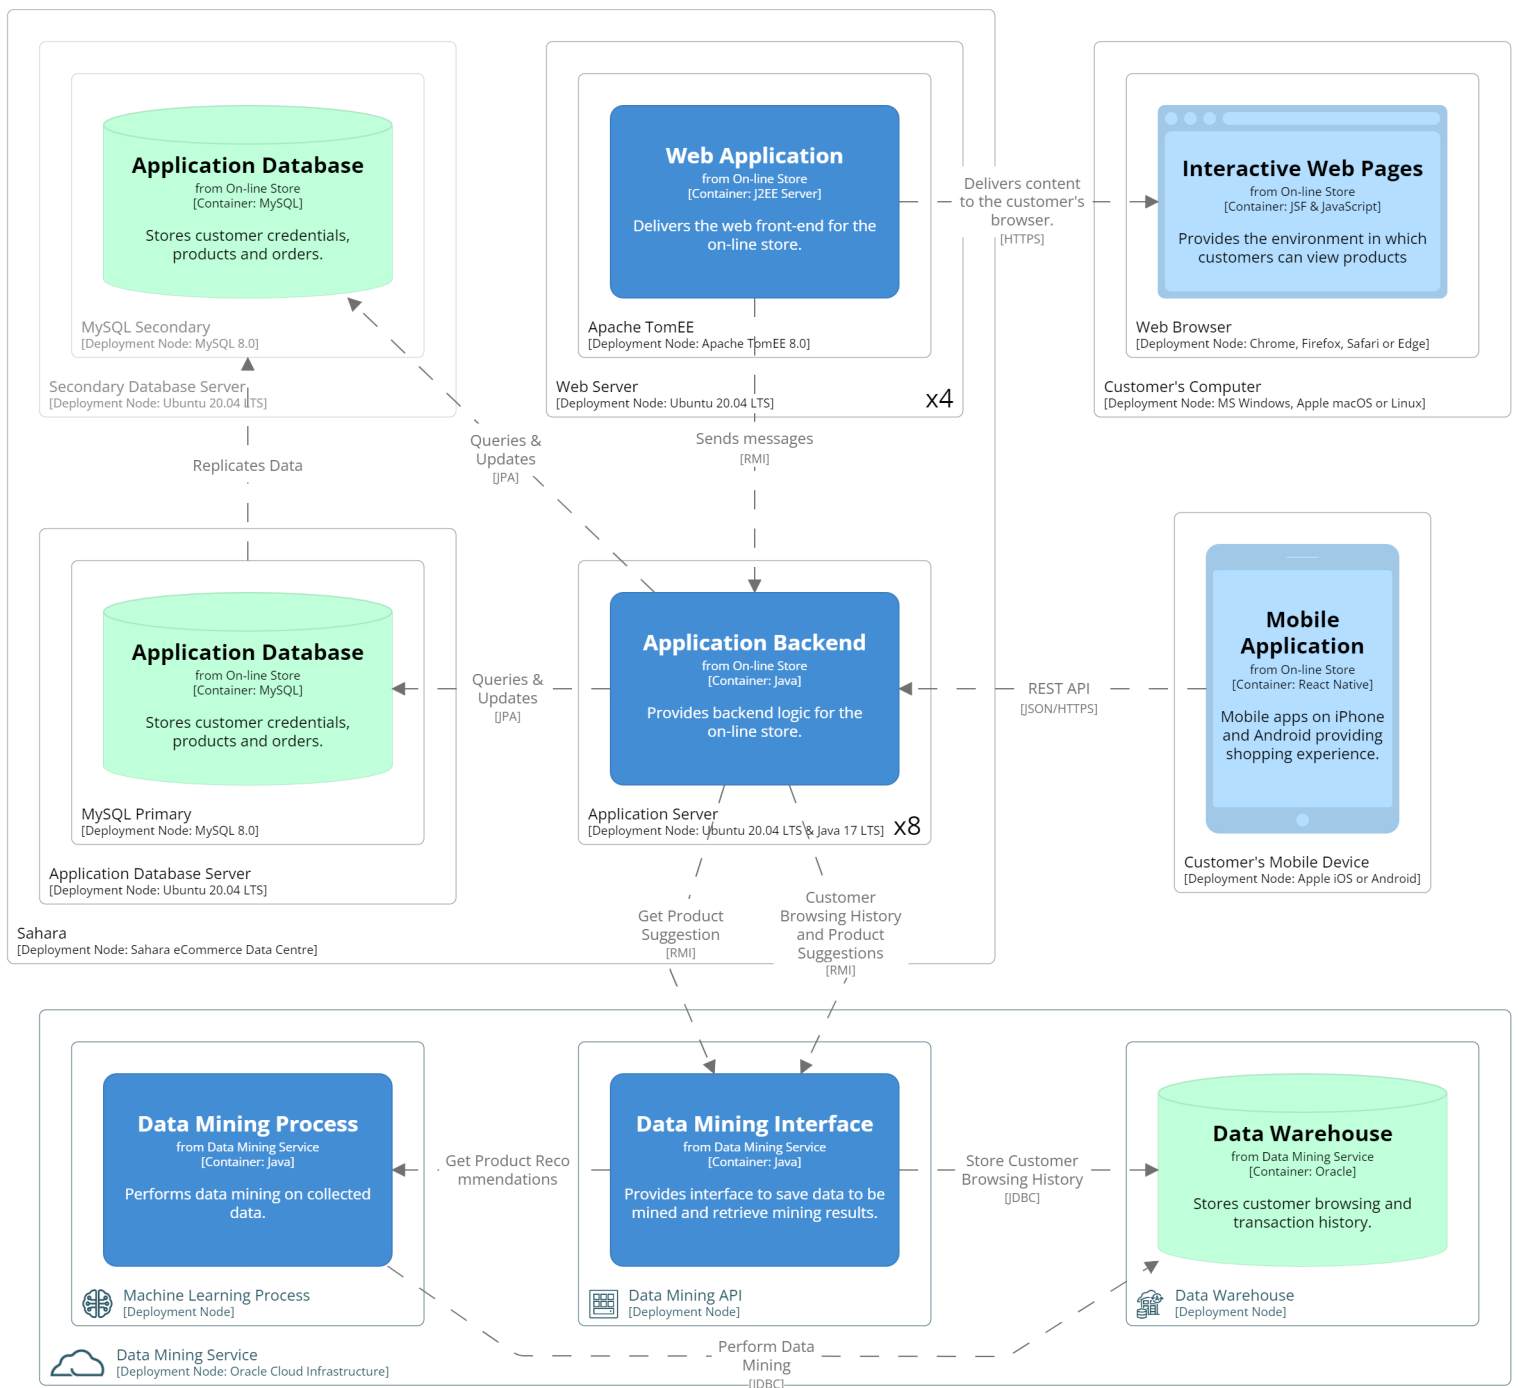 Application Database
from On-line Store
[Container: MySQL]
Stores customer credentials,
products and orders.
MySQL Secondary
[Deployment Node: MySQL 8.0]
Secondary Database Server
[Deployment Node: Ubuntu 20.04 LTS]
Web Application
from On-line Store
[Container: J2EE Server]
Delivers the web front-end for the
on-line store.
Apache TomEE
[Deployment Node: Apache TomEE 8.0]
Web Server
[Deployment Node: Ubuntu 20.04 LTS]
x4
Delivers content
to the customer's
browser.
[HTTPS]
Interactive Web Pages
from On-line Store
[Container: JSF & JavaScript]
Provides the environment in which
customers can view products
Web Browser
[Deployment Node: Chrome, Firefox, Safari or Edge]
Customer's Computer
[Deployment Node: MS Windows, Apple macOS or Linux]
Replicates Data
Queries &
Updates
[JPA]
Sends messages
[RMI]
Application Database
from On-line Store
[Container: MySQL]
Stores customer credentials,
products and orders.
MySQL Primary
[Deployment Node: MySQL 8.0]
Application Database Server
[Deployment Node: Ubuntu 20.04 LTS]
Queries &
Updates
[JPA]
Application Backend
from On-line Store
[Container: Java]
Provides backend logic for the
on-line store.
Application Server
[Deployment Node: Ubuntu 20.04 LTS & Java 17 LTS]
x8
REST API
[JSON/HTTPS]
Mobile
Application
from On-line Store
[Container: React Native]
Mobile apps on iPhone
and Android providing
shopping experience.
Customer's Mobile Device
[Deployment Node: Apple iOS or Android]
Get Product
Suggestion
[RMI]
Customer
Browsing History
and Product
Suggestions
[RMI]
Sahara
[Deployment Node: Sahara eCommerce Data Centre]
Data Mining Process
from Data Mining Service
[Container: Java]
Performs data mining on collected
data.
Machine Learning Process
[Deployment Node]
Get Product Reco
mmendations
Data Mining Interface
from Data Mining Service
[Container: Java]
Provides interface to save data to be
mined and retrieve mining results.
Data Mining API
[Deployment Node]
Store Customer
Browsing History
[JDBC]
Data Warehouse
from Data Mining Service
[Container: Oracle]
Stores customer browsing and
transaction history.
Data Warehouse
[Deployment Node]
Perform Data
Mining
[JDBC]
Data Mining Service
[Deployment Node: Oracle Cloud Infrastructure]